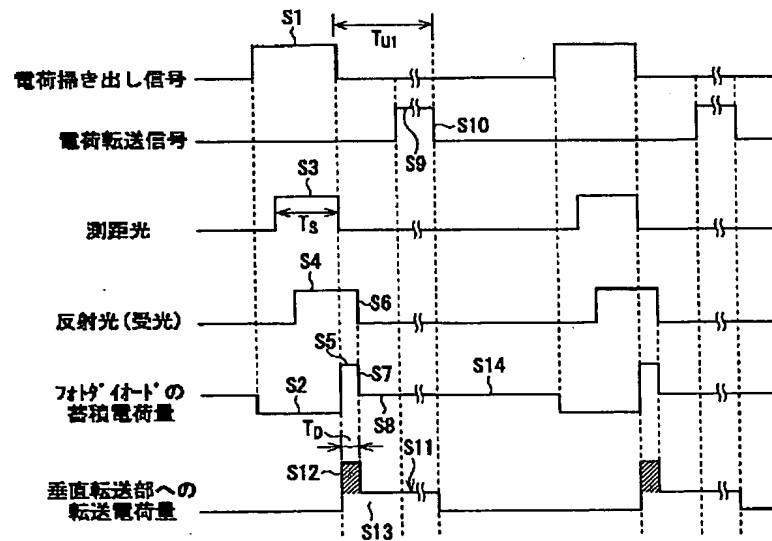 S1
TU1
電荷掃き出し信号
電荷転送信号
S9
S10
S3
測距光
TS
S4
反射光(受光)
S6
S5
S7
S14
フォトダイオードの
蓄積電荷量
S2
S8
TD
S12
S11
垂直転送部への
転送電荷量
S13